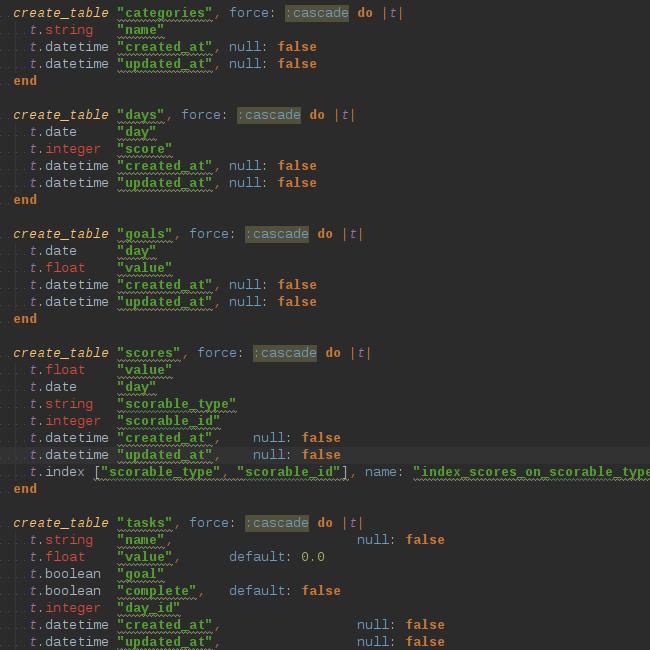 create_table "categories", force: :cascade do |t|
t.string   "name"
t.datetime "created_at", null: false
t.datetime "updated_at", null: false
end
create_table "days", force: :cascade do |t|
t.date     "day"
t.integer  "score"
t.datetime "created_at", null: false
t.datetime "updated_at", null: false
end
create_table "goals", force: :cascade do |t|
t.date     "day"
t.float    "value"
t.datetime "created_at", null: false
t.datetime "updated_at", null: false
end
create_table "scores", force: :cascade do |t|
t.float    "value"
t.date     "day"
t.string   "scorable_type"
t.integer  "scorable_id"
t.datetime "created_at",    null: false
t.datetime "updated_at",    null: false
t.index ["scorable_type", "scorable_id"], name: "index_scores_on_scorable_type
end
create_table "tasks", force: :cascade do |t|
t.string   "name",                        null: false
t.float    "value",      default: 0.0
t.boolean  "goal"
t.boolean  "complete",   default: false
t.integer  "day_id"
t.datetime "created_at",                  null: false
t.datetime "updated_at",                  null: false